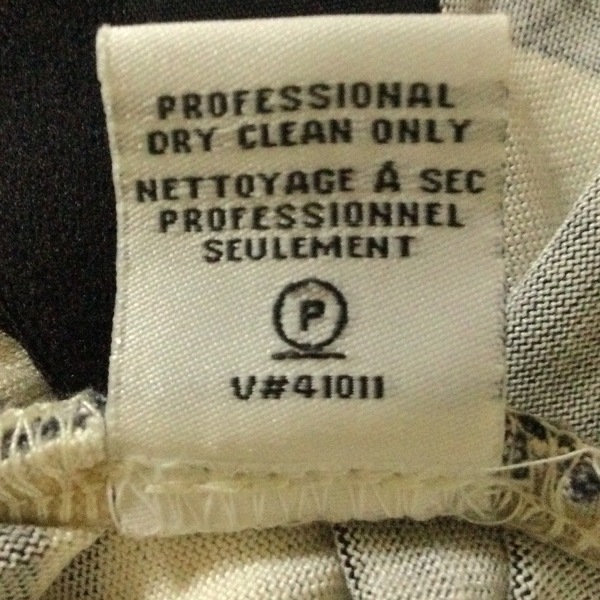 PROFESSIONAL
DRY CLEAN ONLY
NETTOYAGE Á SEC
PROFESSIONNEL
SEULEMENT
P
V#41011